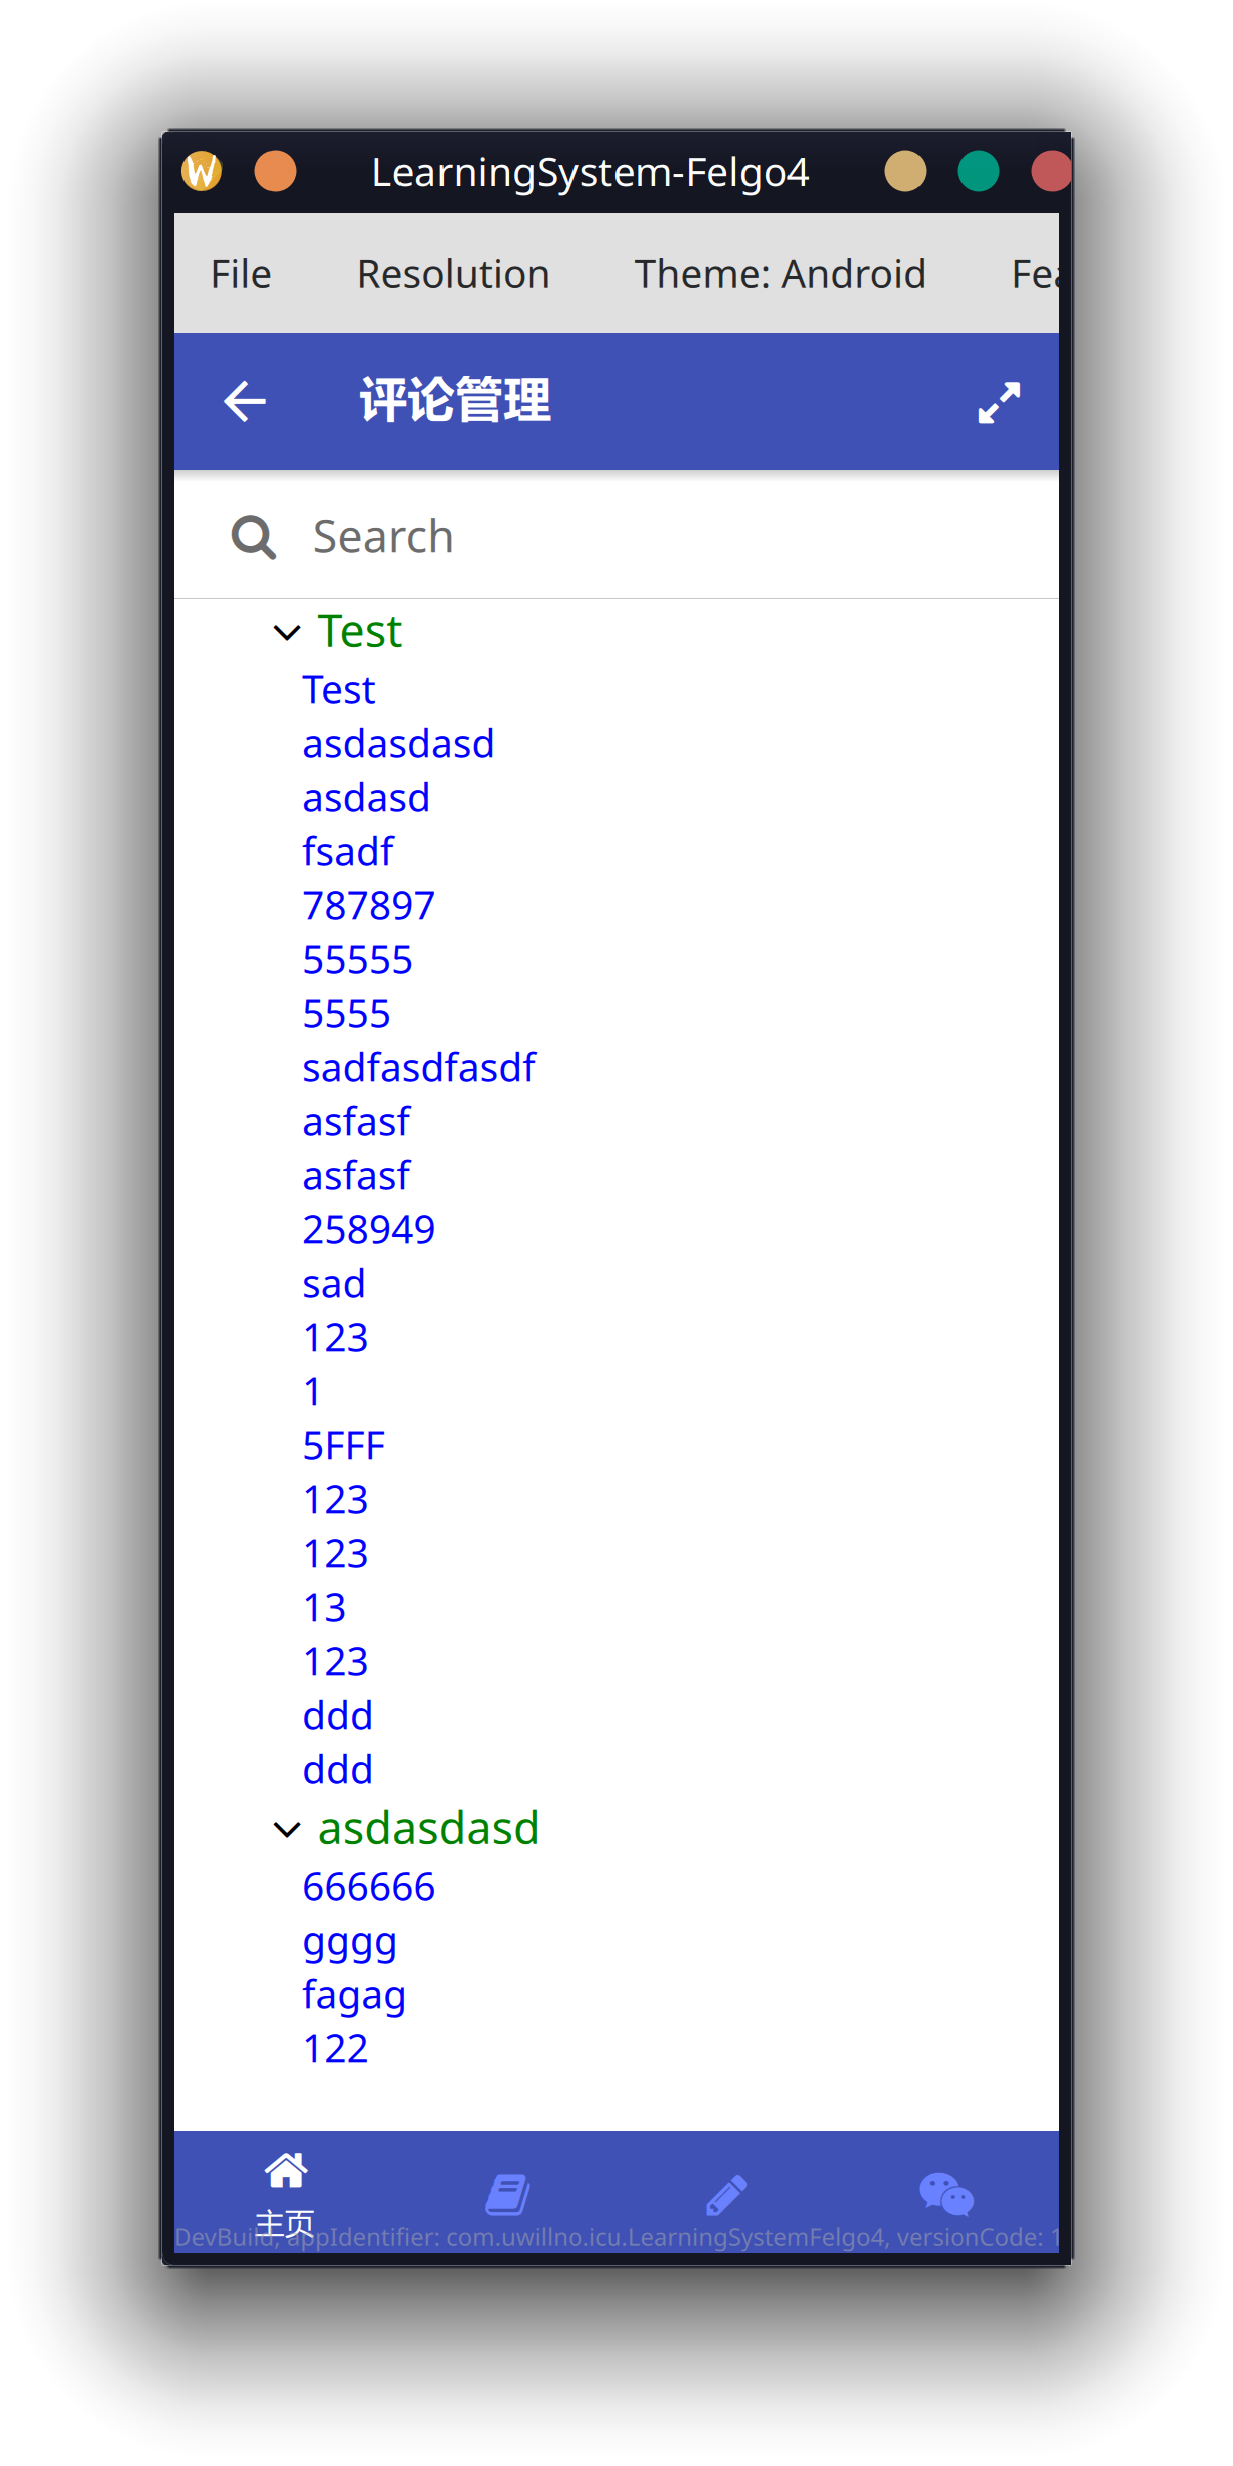 W
LearningSystem-Felgo4
File Resolution Theme: Android Fea
评论管理
Search
Test
Test
asdasdasd
asdasd
fsadf
787897
55555
5555
sadfasdfasdf
asfasf
asfasf
258949
sad
123
1
5FFF
123
123
13
123
ddd
ddd
asdasdasd
666666
gggg
fagag
122
主页
DevBuild, appIdentifier: com.uwillno.icu.LearningSystemFelgo4, versionCode: 1